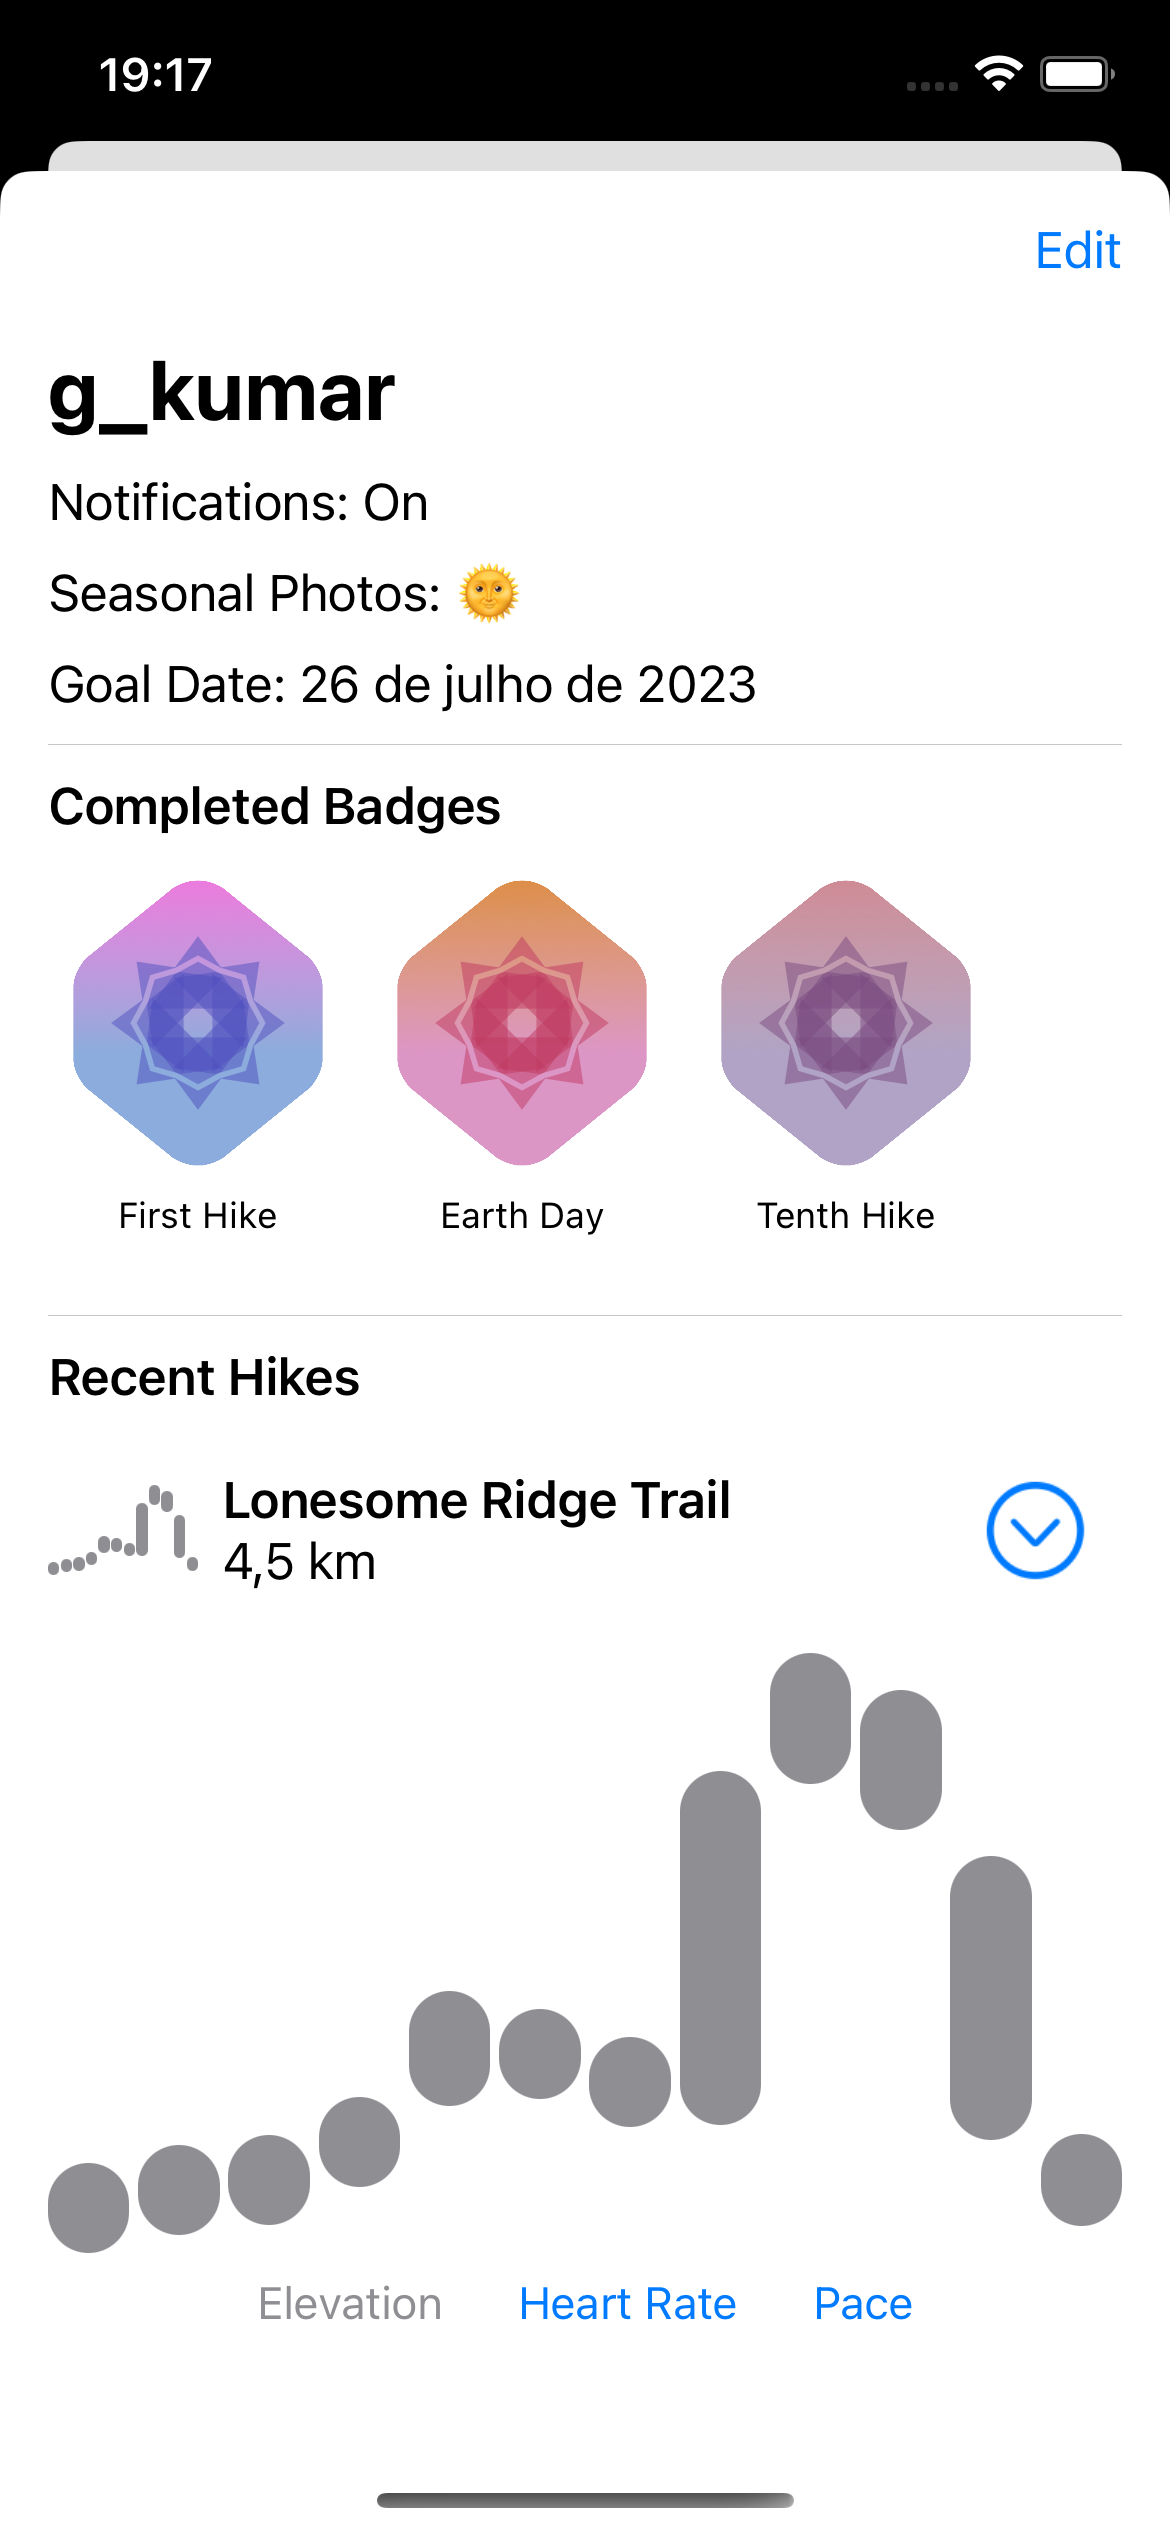 19:17
Edit
g_kumar
Notifications: On
Seasonal Photos: 🌞
Goal Date: 26 de julho de 2023
Completed Badges
First Hike
Earth Day
Tenth Hike
Recent Hikes
Lonesome Ridge Trail
4,5 km
Elevation
Heart Rate
Pace